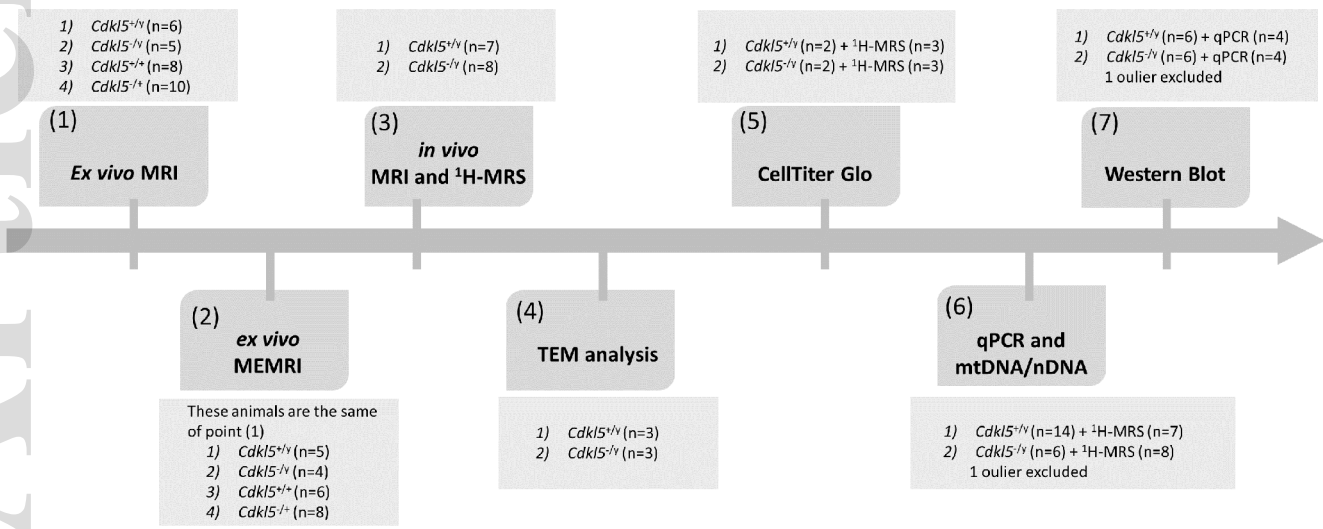 1) Cdkl5+/y (n=6)
2) Cdkl5-/y (n=5)
3) Cdkl5+/+ (n=8)
4) Cdkl5-/+ (n=10)
(1)
Ex vivo MRI
(2)
ex vivo
MEMRI
These animals are the same
of point (1)
1) Cdkl5+/y (n=5)
2) Cdkl5-/y (n=4)
3) Cdkl5+/+ (n=6)
4) Cdkl5-/+ (n=8)
1) Cdkl5+/y (n=7)
2) Cdkl5-/y (n=8)
(3)
in vivo
MRI and ¹H-MRS
(4)
TEM analysis
1) Cdkl5+/y (n=3)
2) Cdkl5-/y (n=3)
1) Cdkl5+/y (n=2) + ¹H-MRS (n=3)
2) Cdkl5-/y (n=2) + ¹H-MRS (n=3)
(5)
CellTiter Glo
(6)
qPCR and
mtDNA/nDNA
1) Cdkl5+/y (n=14) + ¹H-MRS (n=7)
2) Cdkl5-/y (n=6) + ¹H-MRS (n=8)
1 oulier excluded
1) Cdkl5+/y (n=6) + qPCR (n=4)
2) Cdkl5-/y (n=6) + qPCR (n=4)
1 oulier excluded
(7)
Western Blot